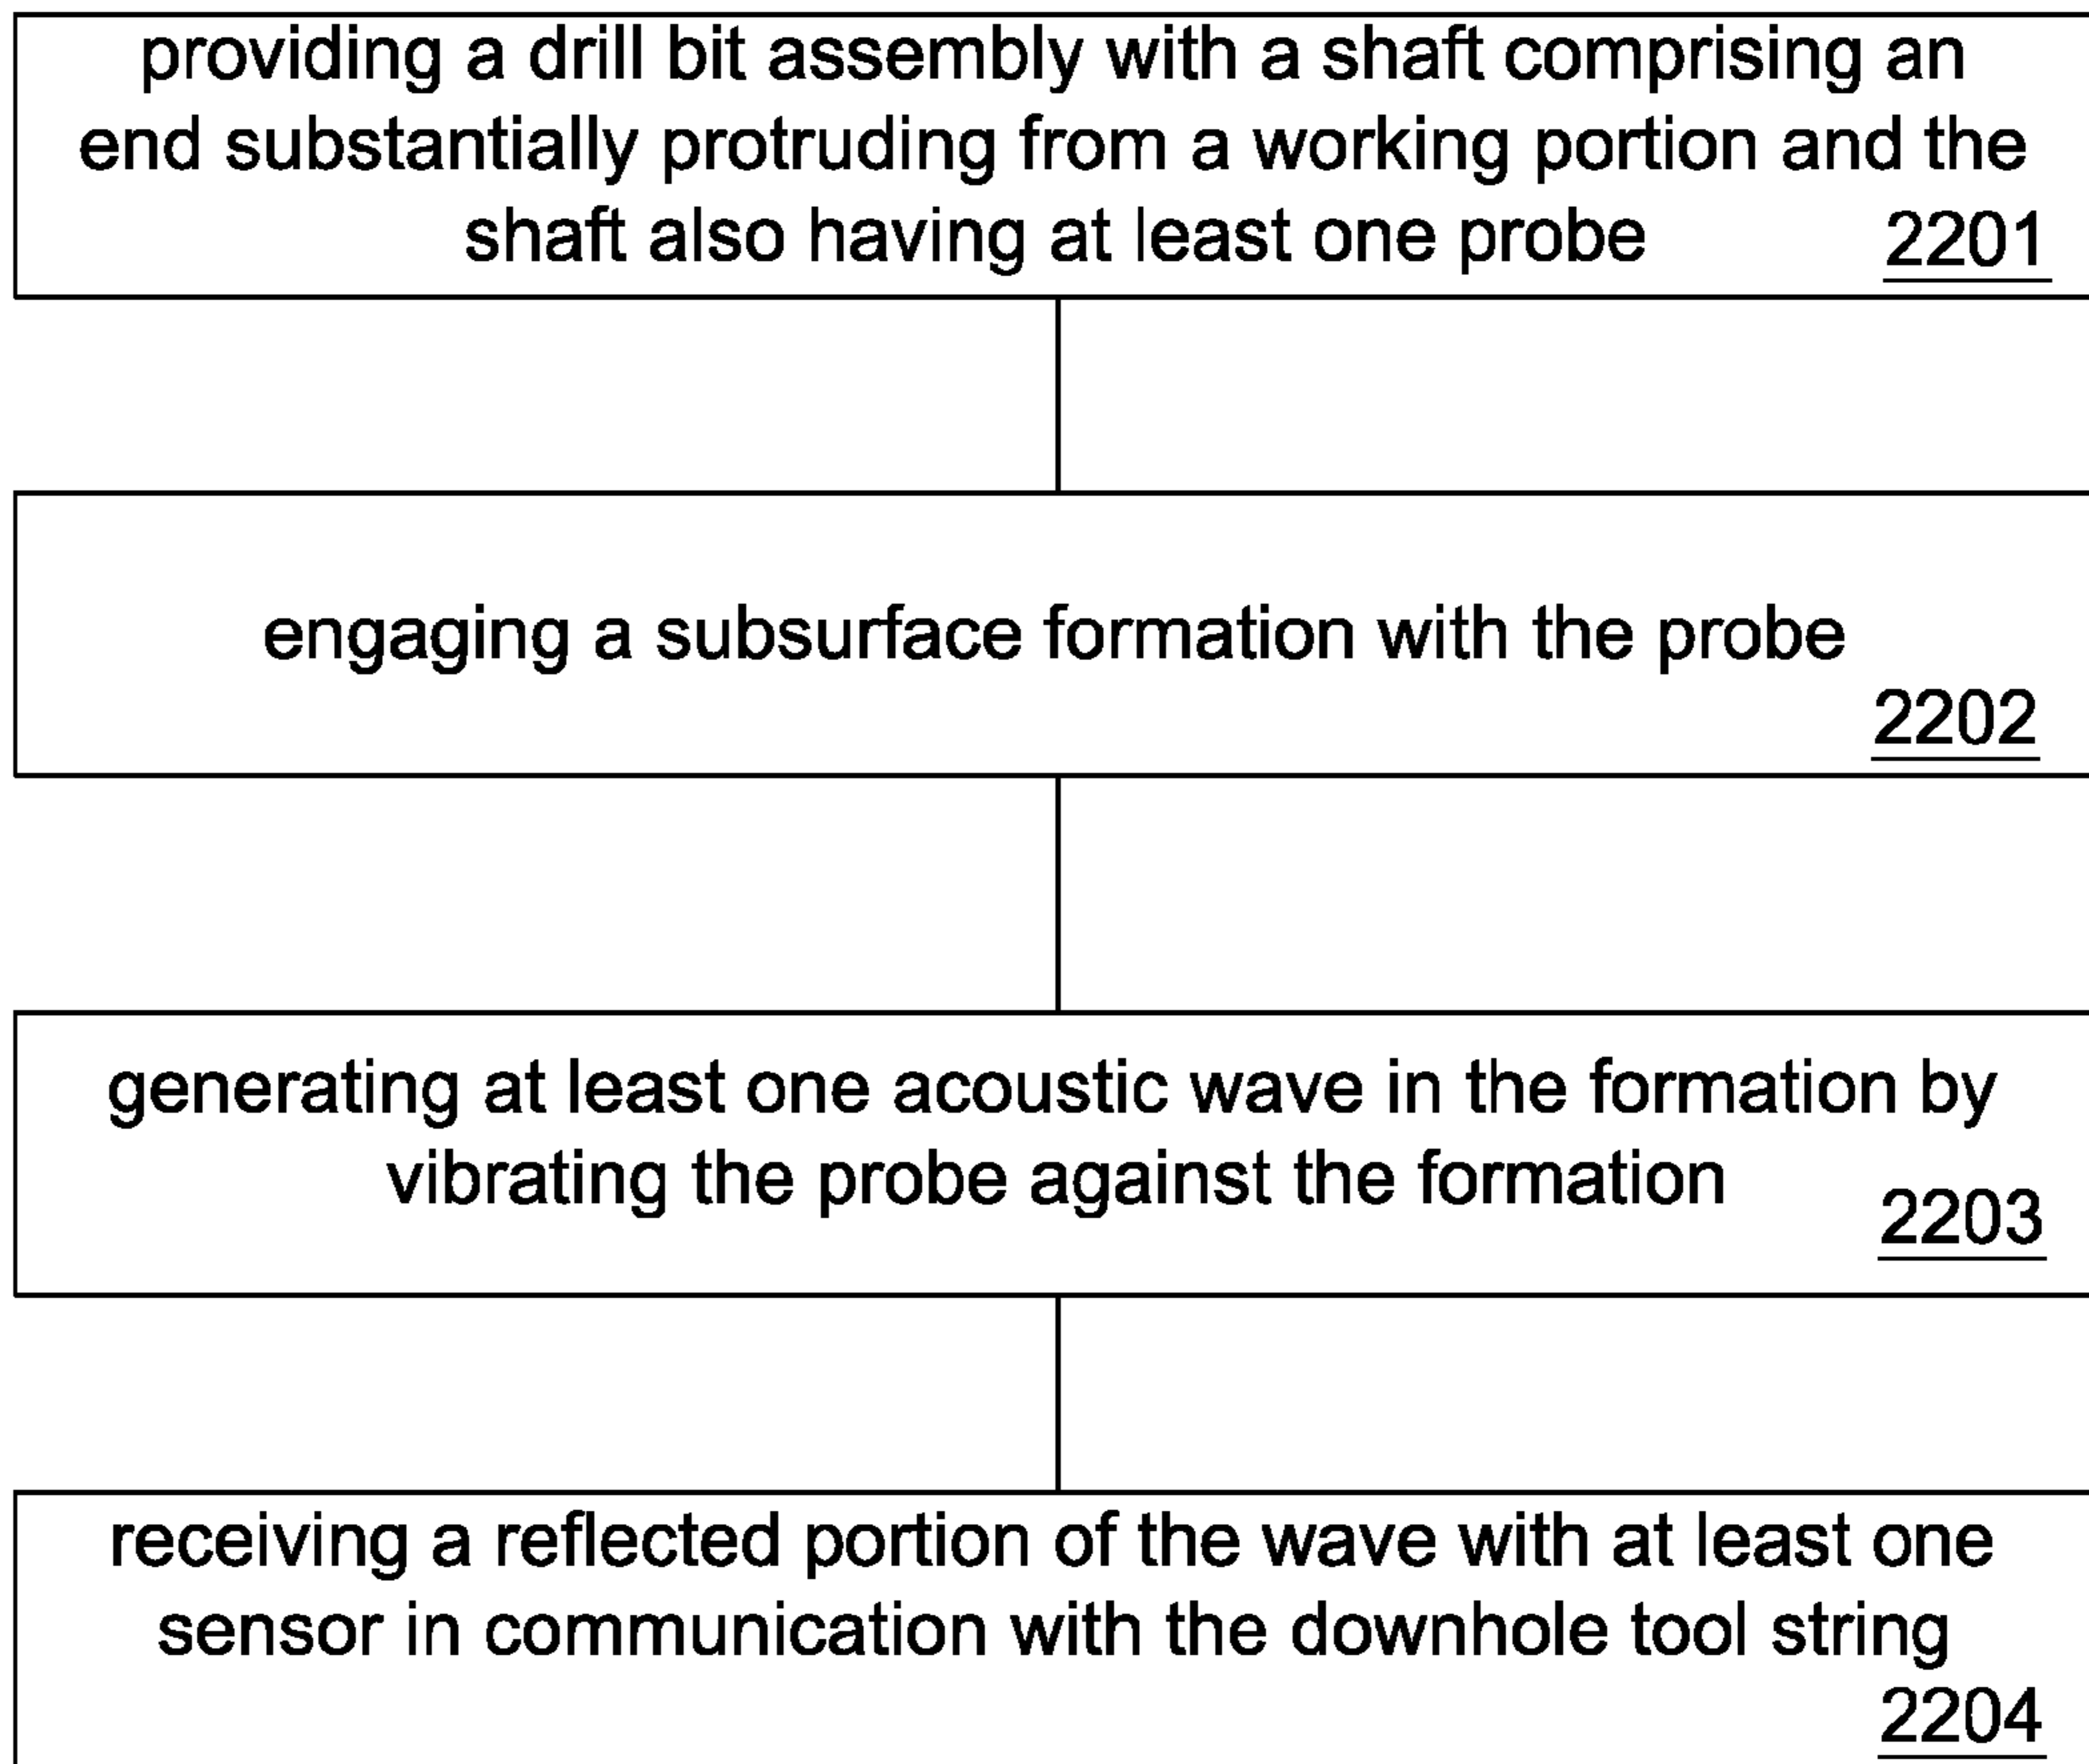 providing a drill bit assembly with a shaft comprising an
end substantially protruding from a working portion and the
shaft also having at least one probe 2201
engaging a subsurface formation with the probe
2202
generating at least one acoustic wave in the formation by
vibrating the probe against the formation
2203
receiving a reflected portion of the wave with at least one
sensor in communication with the downhole tool string
2204